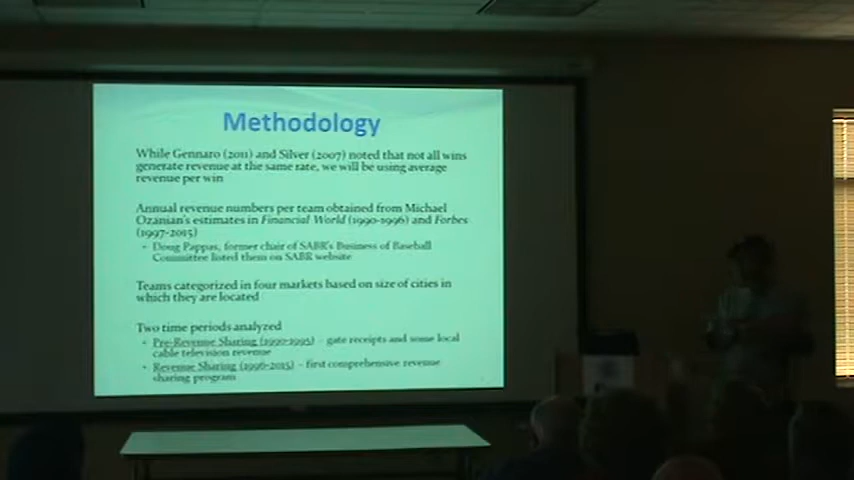 Methodology
While Gennaro (2011) and Silver (2007) noted that not all wins
generate revenue at the same rate, we will be using average
revenue per win
Annual revenue numbers per team obtained from Michael
Ozanian's estimates in Financial World (1990-1996) and Forbes
(1997-2015)
- Doug Pappas, former chair of SABR's Business of Baseball
Committee listed them on SABR website
Teams categorized in four markets based on size of cities in
which they are located
Two time periods analyzed
- Pre-Revenue Sharing (1990-1995) – gate receipts and some local
cable television revenue
- Revenue Sharing (1996-2015) – first comprehensive revenue
sharing program